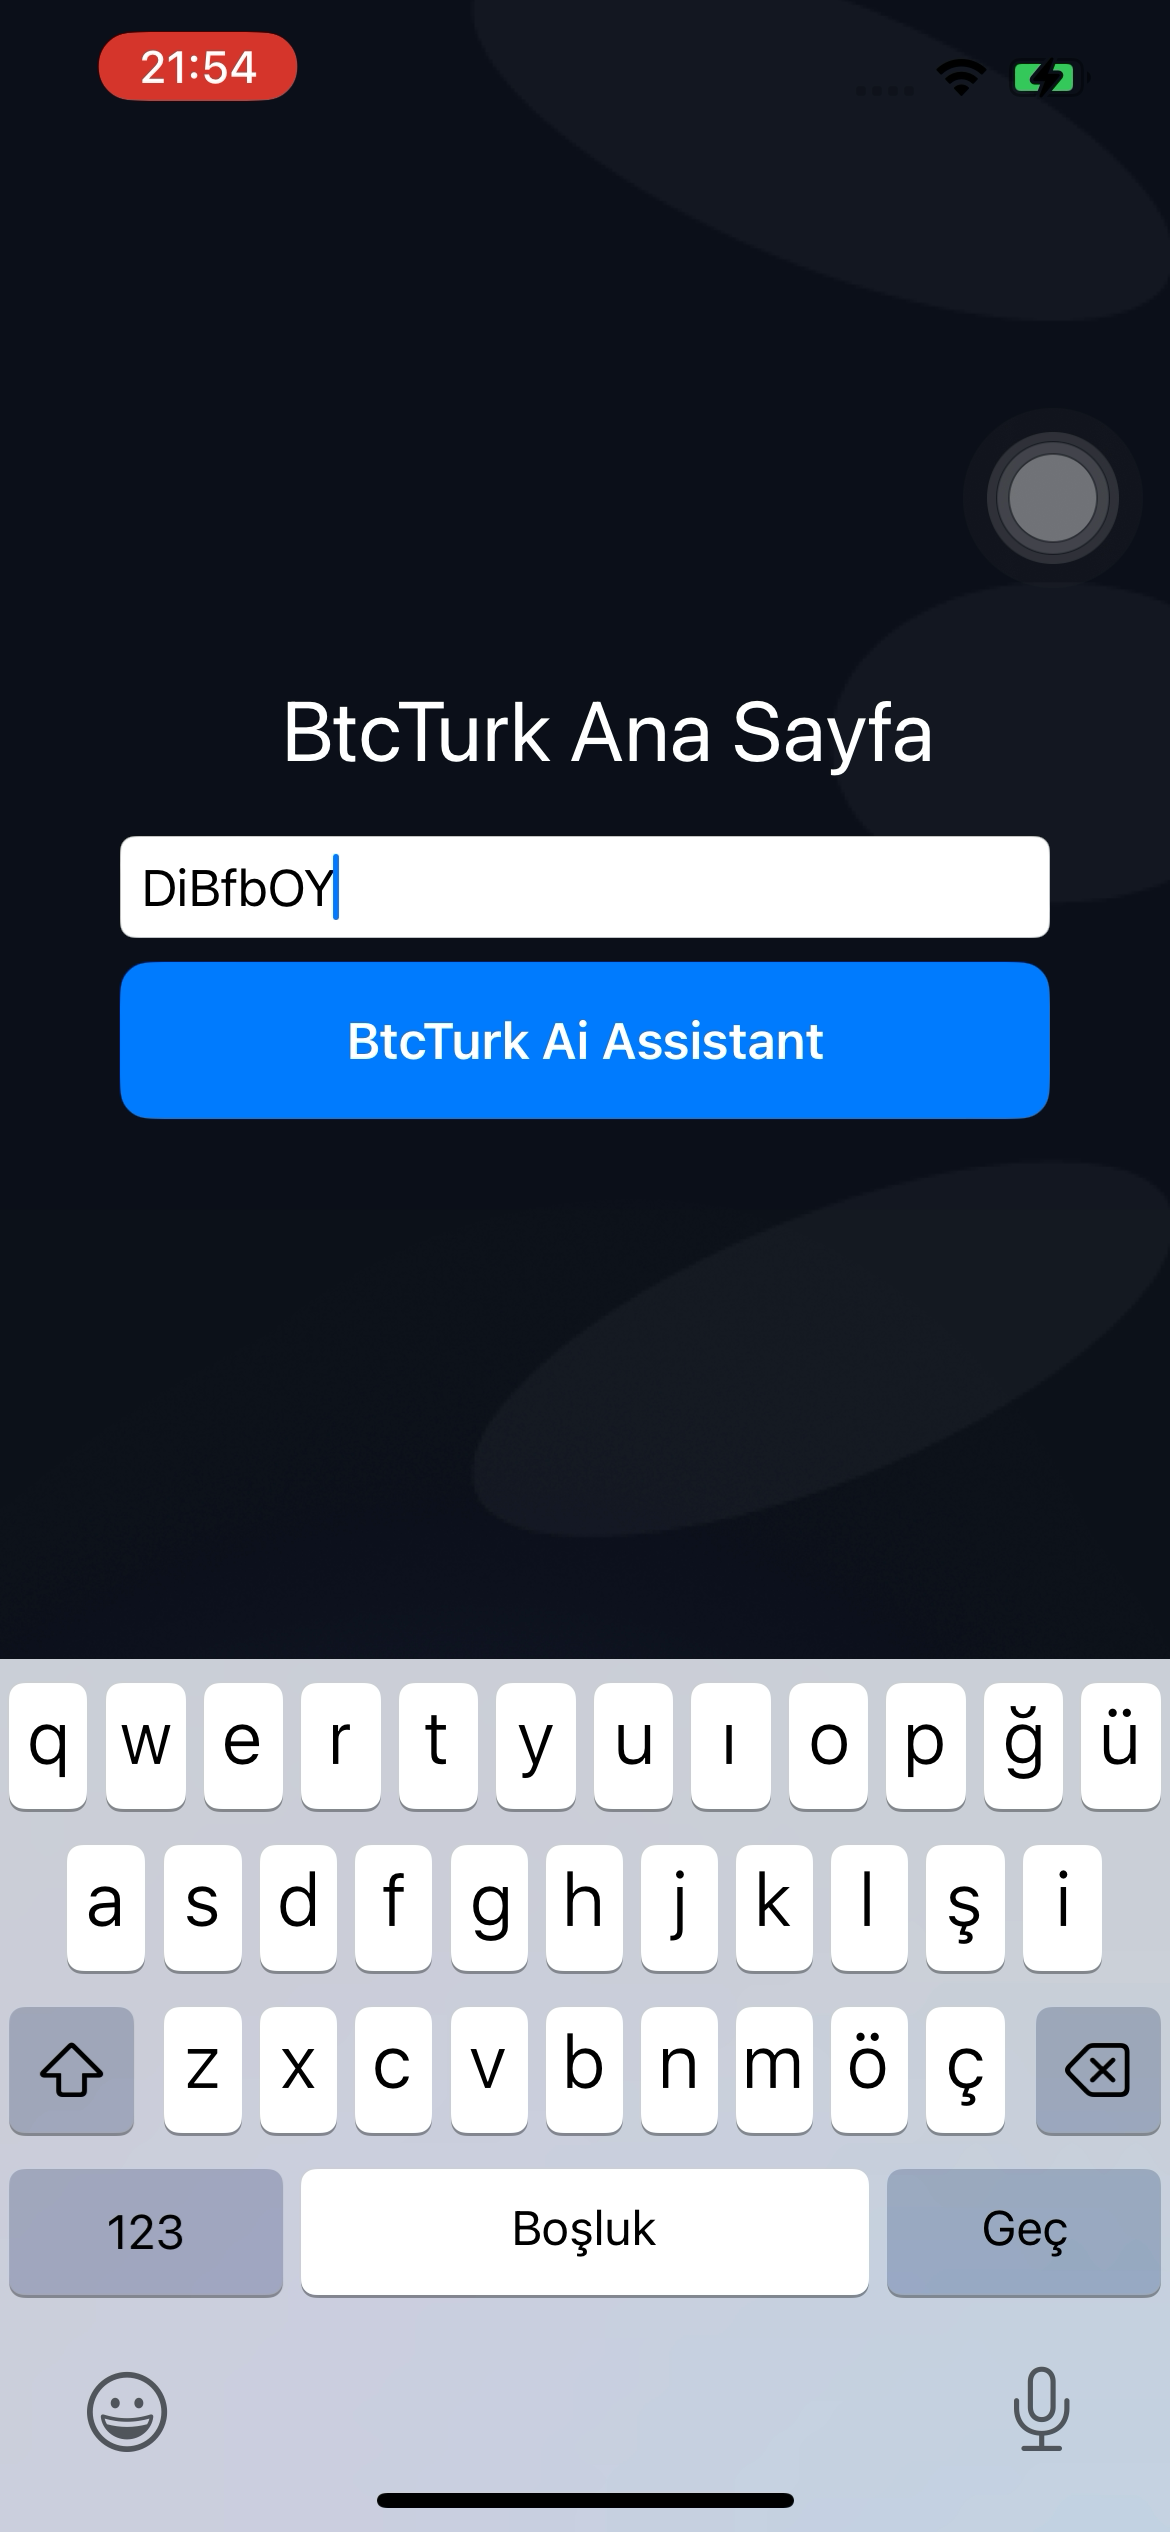 21:54
BtcTurk Ana Sayfa
DiBfbOY
BtcTurk Ai Assistant
q w e r t y u ı o p ğ ü
a s d f g h j k l ş i
z x c v b n m ö ç
123 Boşluk Geç